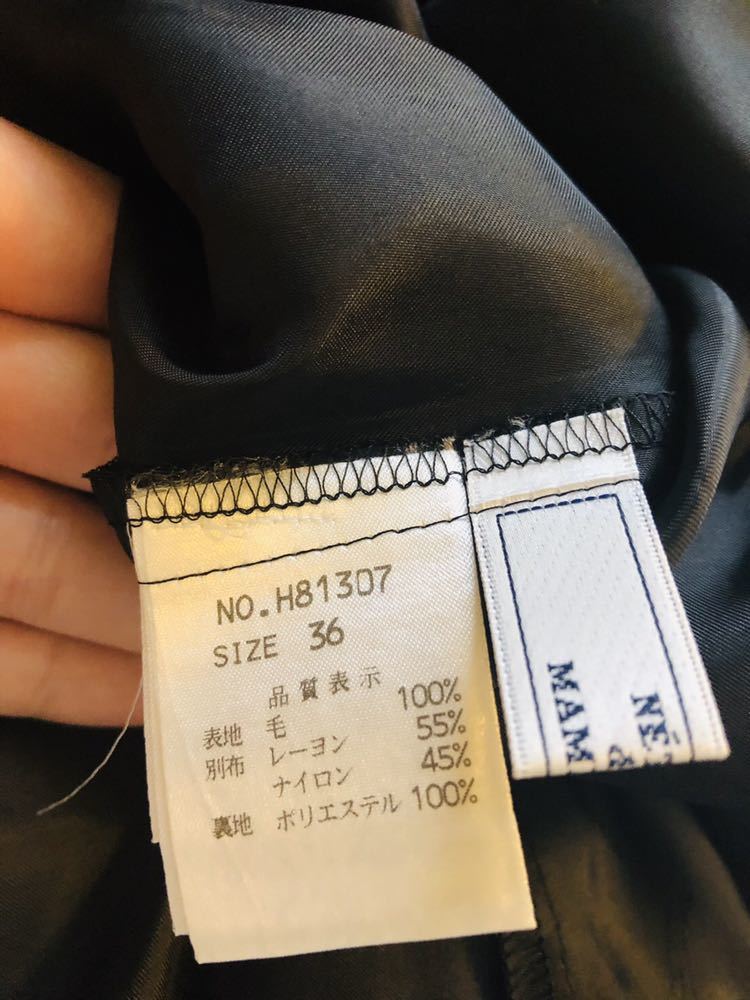 NO.H81307
SIZE 36
品質表示
表地 毛 100%
別布 レーヨン 55%
ナイロン 45%
裏地 ポリエステル 100%